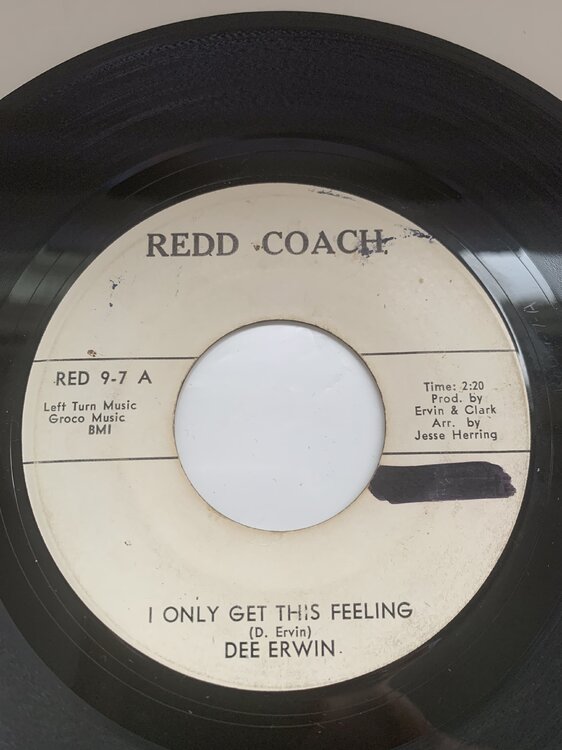 REDD COACH
RED 9-7 A
Left Turn Music
Groco Music
BMI
Time: 2:20
Prod. by
Ervin & Clark
Arr. by
Jesse Herring
I ONLY GET THIS FEELING
(D. Ervin)
DEE ERWIN